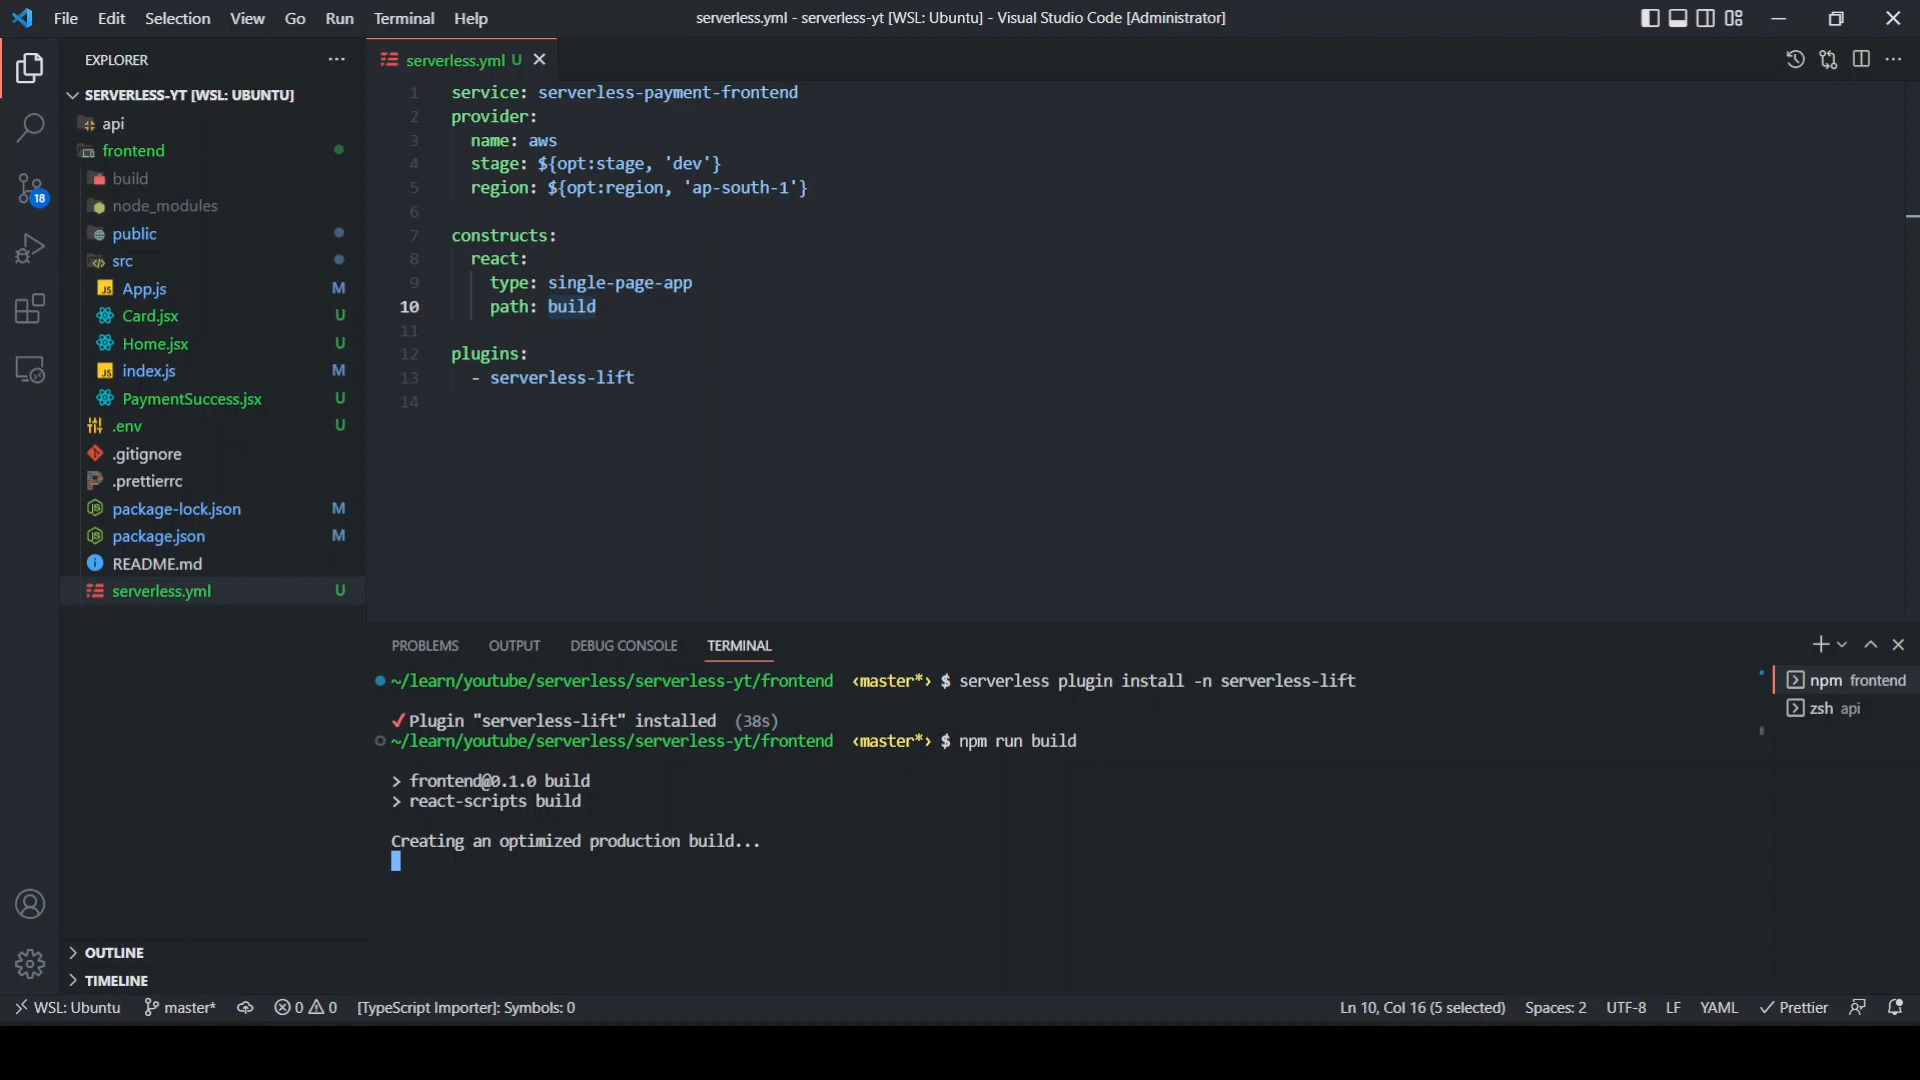 File Edit Selection View Go Run Terminal Help
serverless.yml - serverless-yt [WSL: Ubuntu] - Visual Studio Code [Administrator]
EXPLORER
SERVERLESS-YT [WSL: UBUNTU]
api
frontend
build
node_modules
public
src
App.js M
Card.jsx U
Home.jsx U
index.js M
PaymentSuccess.jsx U
.env U
.gitignore
.prettierrc
package-lock.json M
package.json M
README.md
serverless.yml U
OUTLINE
TIMELINE
18
serverless.yml U
1 service: serverless-payment-frontend
2 provider:
3 name: aws
4 stage: ${opt:stage, 'dev'}
5 region: ${opt:region, 'ap-south-1'}
6
7 constructs:
8 react:
9 type: single-page-app
10 path: build
11
12 plugins:
13 - serverless-lift
14
PROBLEMS OUTPUT DEBUG CONSOLE TERMINAL
~/learn/youtube/serverless/serverless-yt/frontend ‹master*› $ serverless plugin install -n serverless-lift
✓Plugin "serverless-lift" installed (38s)
~/learn/youtube/serverless/serverless-yt/frontend ‹master*› $ npm run build
> frontend@0.1.0 build
> react-scripts build
Creating an optimized production build...
npm frontend
zsh api
WSL: Ubuntu master* 0 0 [TypeScript Importer]: Symbols: 0 Ln 10, Col 16 (5 selected) Spaces: 2 UTF-8 LF YAML Prettier